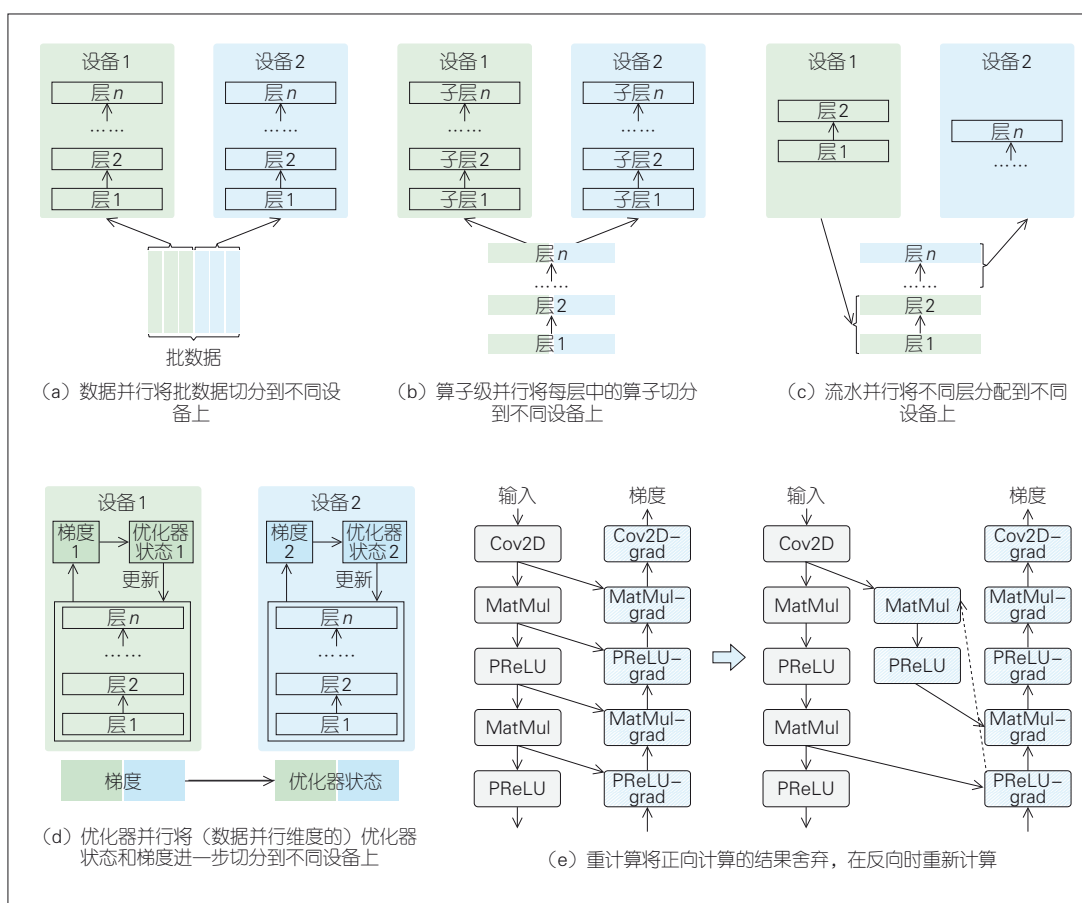 设备1
层n
……
层2
层1
设备2
层n
……
层2
层1
批数据
(a)数据并行将批数据切分到不同设
备上
设备1
子层n
……
子层2
子层1
设备2
子层n
……
子层2
子层1
层n
……
层2
层1
(b)算子级并行将每层中的算子切分
到不同设备上
设备1
层2
层1
设备2
层n
……
层n
……
层2
层1
(c)流水并行将不同层分配到不同
设备上
设备1
梯度
1
优化器
状态1
更新
层n
……
层2
层1
设备2
梯度
2
优化器
状态2
更新
层n
……
层2
层1
梯度
优化器状态
(d)优化器并行将(数据并行维度的)优化器
状态和梯度进一步切分到不同设备上
输入
Cov2D
MatMul
PReLU
MatMul
PReLU
梯度
Cov2D-
grad
MatMul-
grad
PReLU-
grad
MatMul-
grad
PReLU-
grad
输入
Cov2D
MatMul
PReLU
MatMul
PReLU
MatMul
PReLU
梯度
Cov2D-
grad
MatMul-
grad
PReLU-
grad
MatMul-
grad
PReLU-
grad
(e)重计算将正向计算的结果舍弃，在反向时重新计算